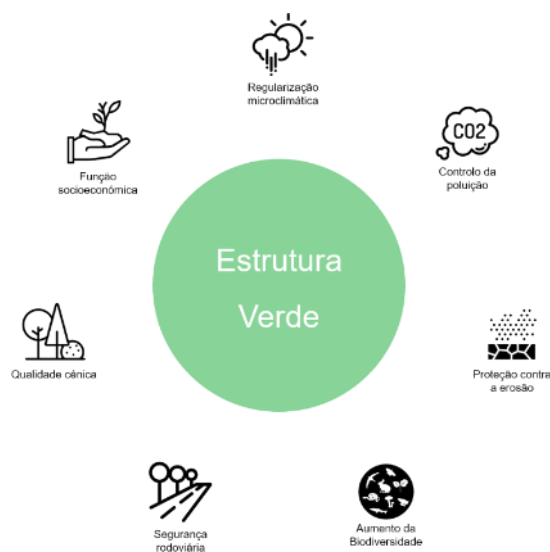 Regularização
microclimática
CO2
Controlo da
poluição
Função
socioeconómica
Estrutura
Verde
Qualidade cénica
Proteção contra
a erosão
Segurança
rodoviária
Aumento da
Biodiversidade